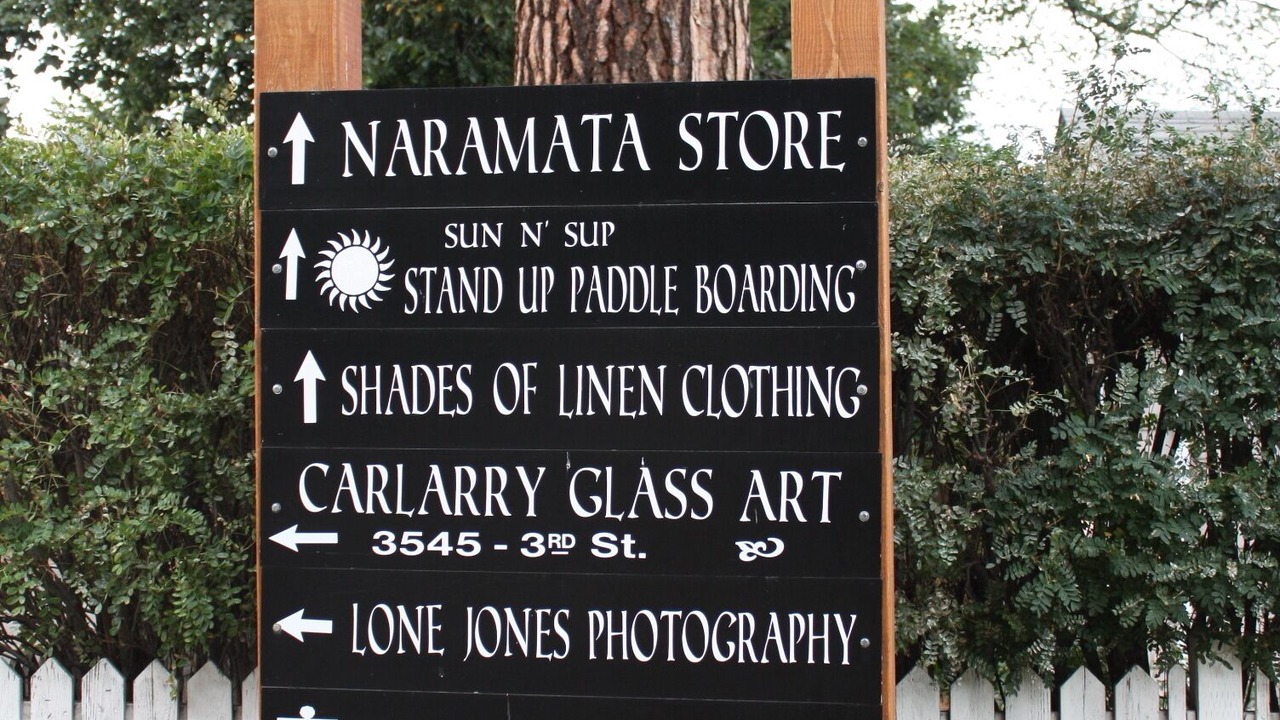 NARAMATA STORE
SUN N' SUP
STAND UP PADDLE BOARDING
SHADES OF LINEN CLOTHING
CARLARRY GLASS ART
3545 - 3RD St.
LONE JONES PHOTOGRAPHY